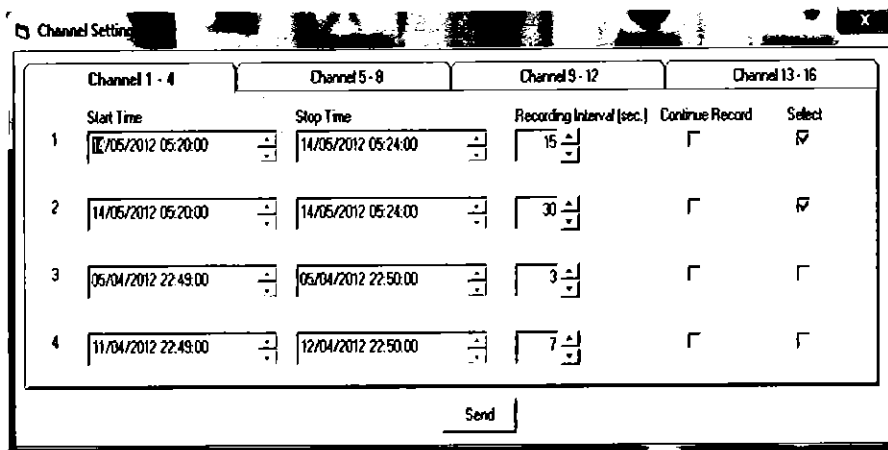 Channel Setting
Channel 1 - 4
Channel 5 - 8
Channel 9 - 12
Channel 13 - 16
Start Time Stop Time Recording Interval (sec.) Continue Record Select
1 14/05/2012 05:20:00 14/05/2012 05:24:00 15
2 14/05/2012 05:20:00 14/05/2012 05:24:00 30
3 05/04/2012 22:49:00 05/04/2012 22:50:00 3
4 11/04/2012 22:49:00 12/04/2012 22:50:00 7
Send